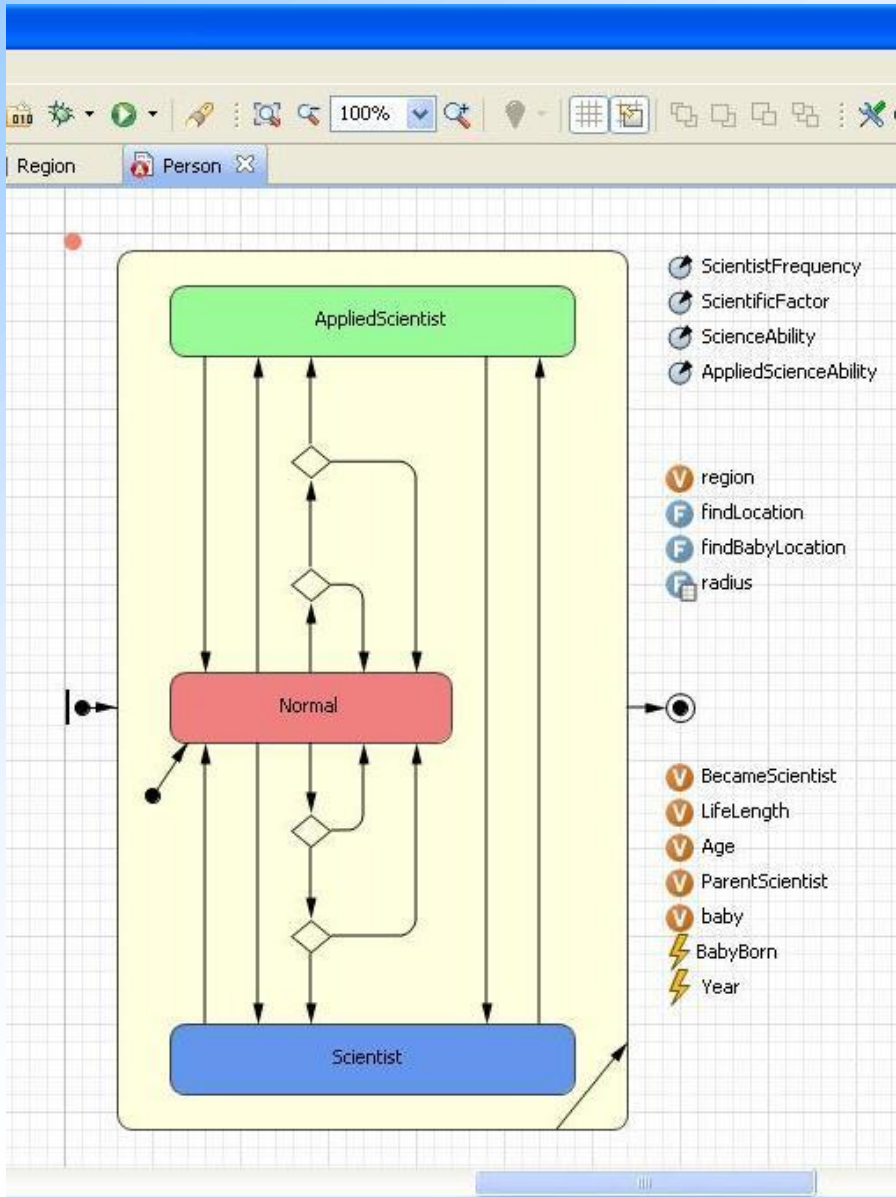 010
100%
Region
Person
ScientistFrequency
AppliedScientist
ScientificFactor
ScienceAbility
AppliedScienceAbility
V region
F findLocation
F findBabyLocation
F radius
Normal
V BecameScientist
V LifeLength
V Age
V ParentScientist
V baby
BabyBorn
Year
Scientist